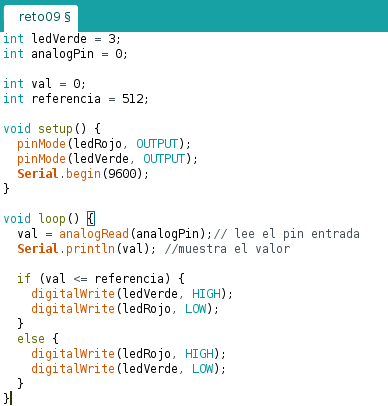 reto09 §
int ledVerde = 3;
int analogPin = 0;
int val = 0;
int referencia = 512;
void setup() {
pinMode(ledRojo, OUTPUT);
pinMode(ledVerde, OUTPUT);
Serial.begin(9600);
}
void loop() {
val = analogRead(analogPin);// lee el pin entrada
Serial.println(val); //muestra el valor
if (val <= referencia) {
digitalWrite(ledVerde, HIGH);
digitalWrite(ledRojo, LOW);
}
else {
digitalWrite(ledRojo, HIGH);
digitalWrite(ledVerde, LOW);
}
}